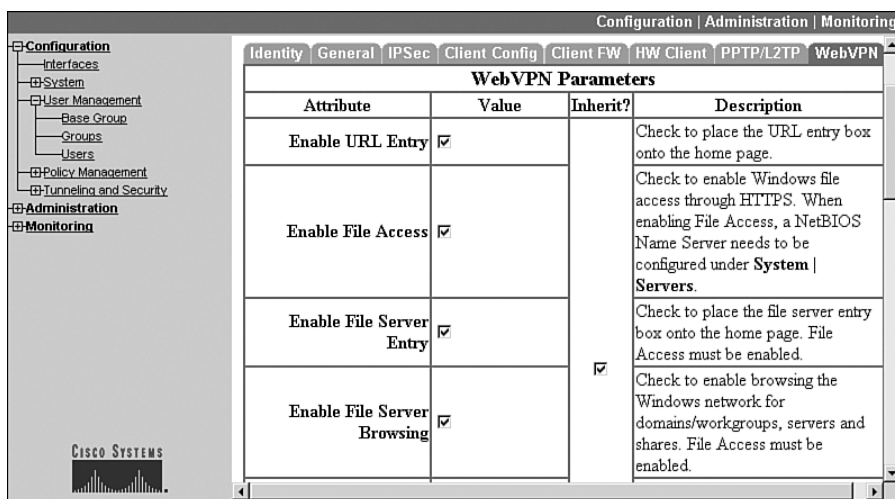 Configuration | Administration | Monitoring
Configuration
Interfaces
System
User Management
Base Group
Groups
Users
Policy Management
Tunneling and Security
Administration
Monitoring
CISCO SYSTEMS
Identity General IPSec Client Config Client FW HW Client PPTP/L2TP WebVPN
WebVPN Parameters
Attribute Value Inherit? Description
Enable URL Entry
Check to place the URL entry box
onto the home page.
Enable File Access
Check to enable Windows file
access through HTTPS. When
enabling File Access, a NetBIOS
Name Server needs to be
configured under System |
Servers.
Enable File Server
Entry
Check to place the file server entry
box onto the home page. File
Access must be enabled.
Enable File Server
Browsing
Check to enable browsing the
Windows network for
domains/workgroups, servers and
shares. File Access must be
enabled.